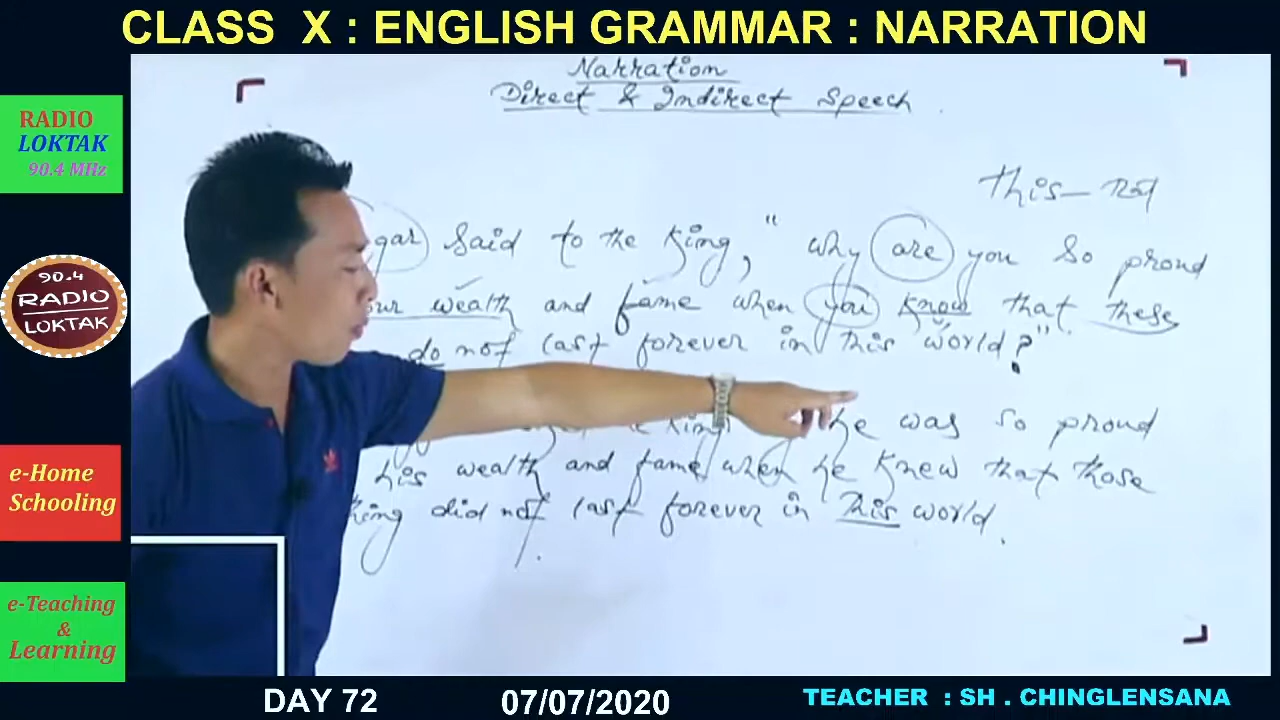 CLASS X : ENGLISH GRAMMAR : NARRATION
Narration
Direct & Indirect Speech
RADIO
LOKTAK
90.4 MHz
This – not
gar said to the King, " why are you so proud
wealth and fame when you know that these
do not last forever in this world?"
he was so proud
his wealth and fame when he knew that those
thing did not last forever in this world.
90.4
RADIO
LOKTAK
e-Home
Schooling
e-Teaching
&
Learning
DAY 72
07/07/2020
TEACHER : SH . CHINGLENSANA